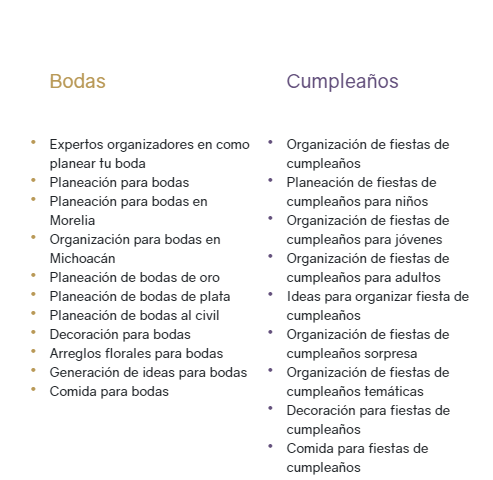 Bodas
• Expertos organizadores en como
planear tu boda
• Planeación para bodas
• Planeación para bodas en
Morelia
• Organización para bodas en
Michoacán
• Planeación de bodas de oro
• Planeación de bodas de plata
• Planeación de bodas al civil
• Decoración para bodas
• Arreglos florales para bodas
• Generación de ideas para bodas
• Comida para bodas
Cumpleaños
• Organización de fiestas de
cumpleaños
• Planeación de fiestas de
cumpleaños para niños
• Organización de fiestas de
cumpleaños para jóvenes
• Organización de fiestas de
cumpleaños para adultos
• Ideas para organizar fiesta de
cumpleaños
• Organización de fiestas de
cumpleaños sorpresa
• Organización de fiestas de
cumpleaños temáticas
• Decoración para fiestas de
cumpleaños
• Comida para fiestas de
cumpleaños